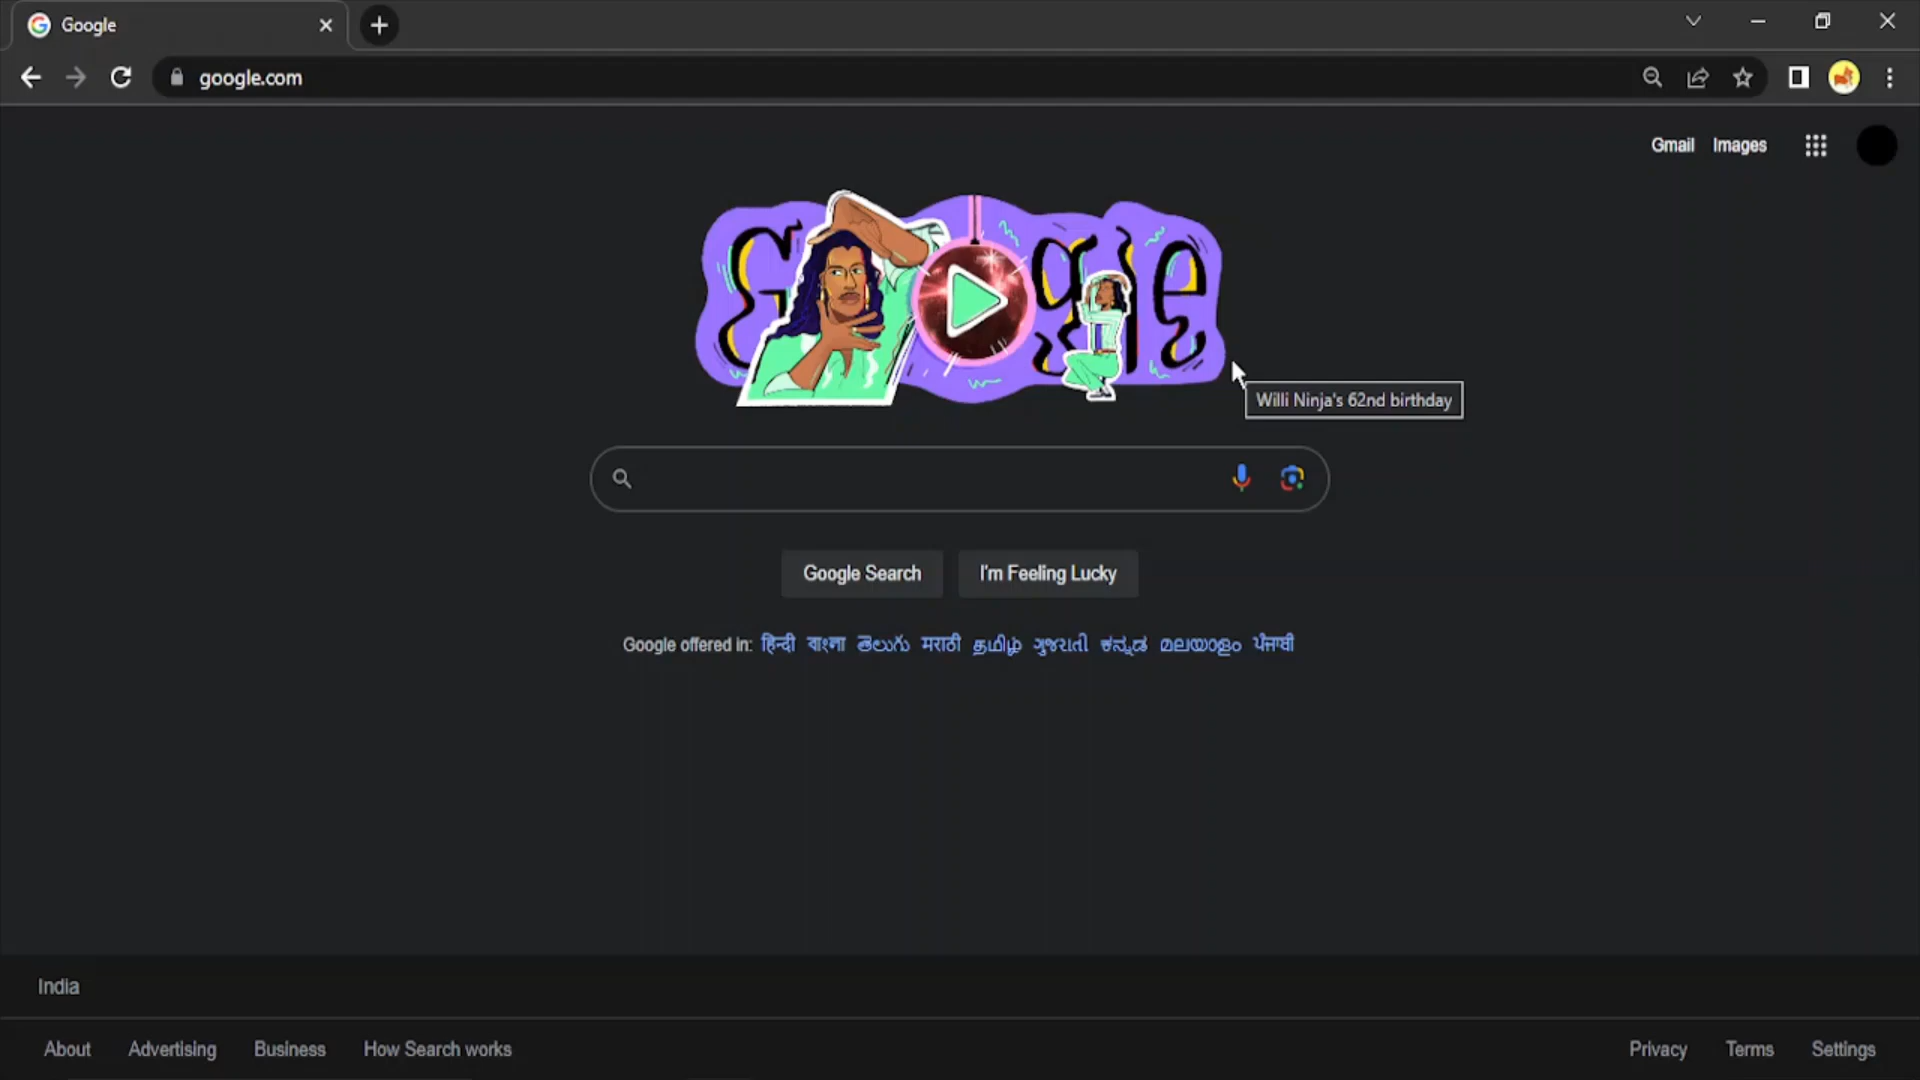 Google
google.com
Gmail Images
Google
Willi Ninja's 62nd birthday
Google Search I'm Feeling Lucky
Google offered in: हिन्दी বাংলা తెలుగు मराठी தமிழ் ગુજરાતી ಕನ್ನಡ മലയാളം ਪੰਜਾਬੀ
India
About Advertising Business How Search works Privacy Terms Settings